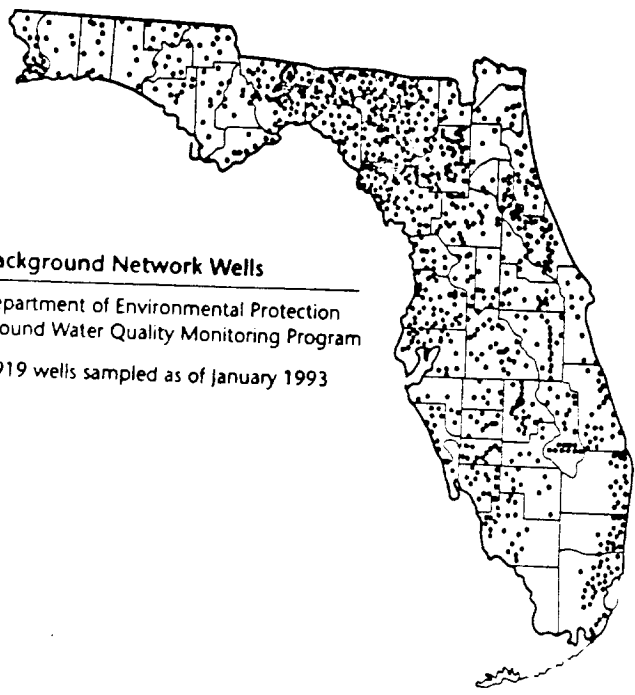 ackground Network Wells
epartment of Environmental Protection
ound Water Quality Monitoring Program
919 wells sampled as of January 1993